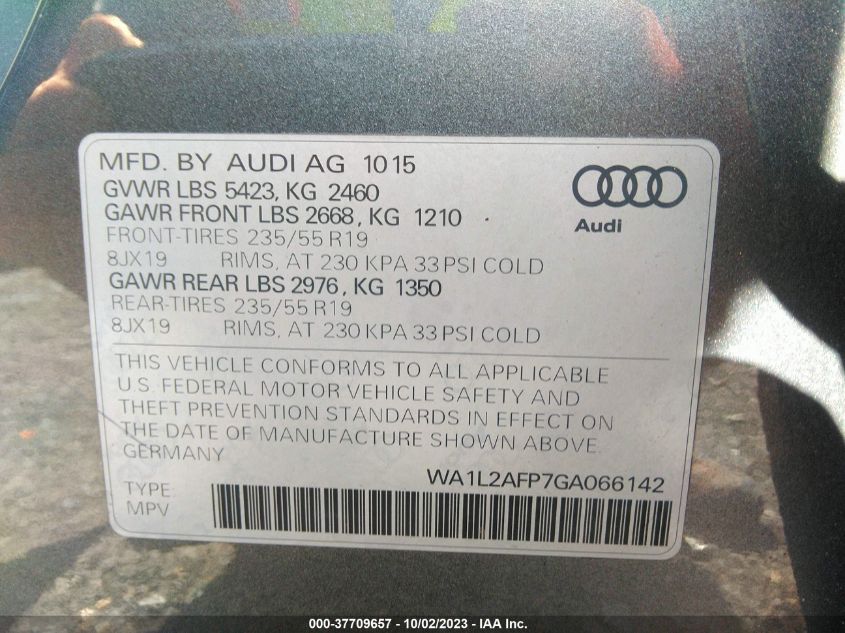 MFD. BY AUDI AG 1015
GVWR LBS 5423, KG 2460
GAWR FRONT LBS 2668, KG 1210
FRONT-TIRES 235/55 R19
8JX19 RIMS, AT 230 KPA 33 PSI COLD
GAWR REAR LBS 2976, KG 1350
REAR-TIRES 235/55 R19
8JX19 RIMS, AT 230 KPA 33 PSI COLD
Audi
THIS VEHICLE CONFORMS TO ALL APPLICABLE
U.S. FEDERAL MOTOR VEHICLE SAFETY AND
THEFT PREVENTION STANDARDS IN EFFECT ON
THE DATE OF MANUFACTURE SHOWN ABOVE.
GERMANY
WA1L2AFP7GA066142
TYPE:
MPV
000-37709657 - 10/02/2023 - IAA Inc.